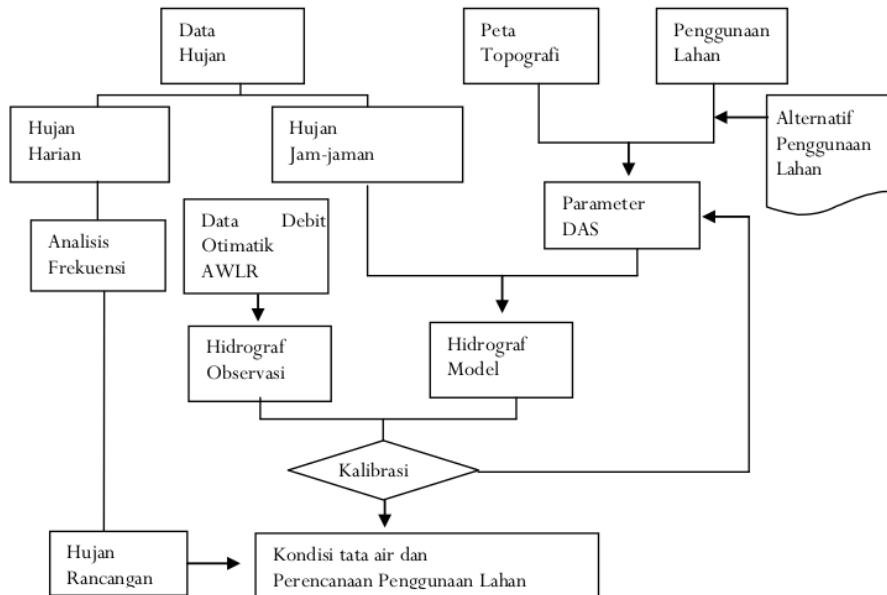 Data
Hujan
Peta
Topografi
Penggunaan
Lahan
Hujan
Harian
Hujan
Jam-jaman
Alternatif
Penggunaan
Lahan
Analisis
Frekuensi
Data Debit
Otimatik
AWLR
Parameter
DAS
Hidrograf
Observasi
Hidrograf
Model
Kalibrasi
Hujan
Rancangan
Kondisi tata air dan
Perencanaan Penggunaan Lahan